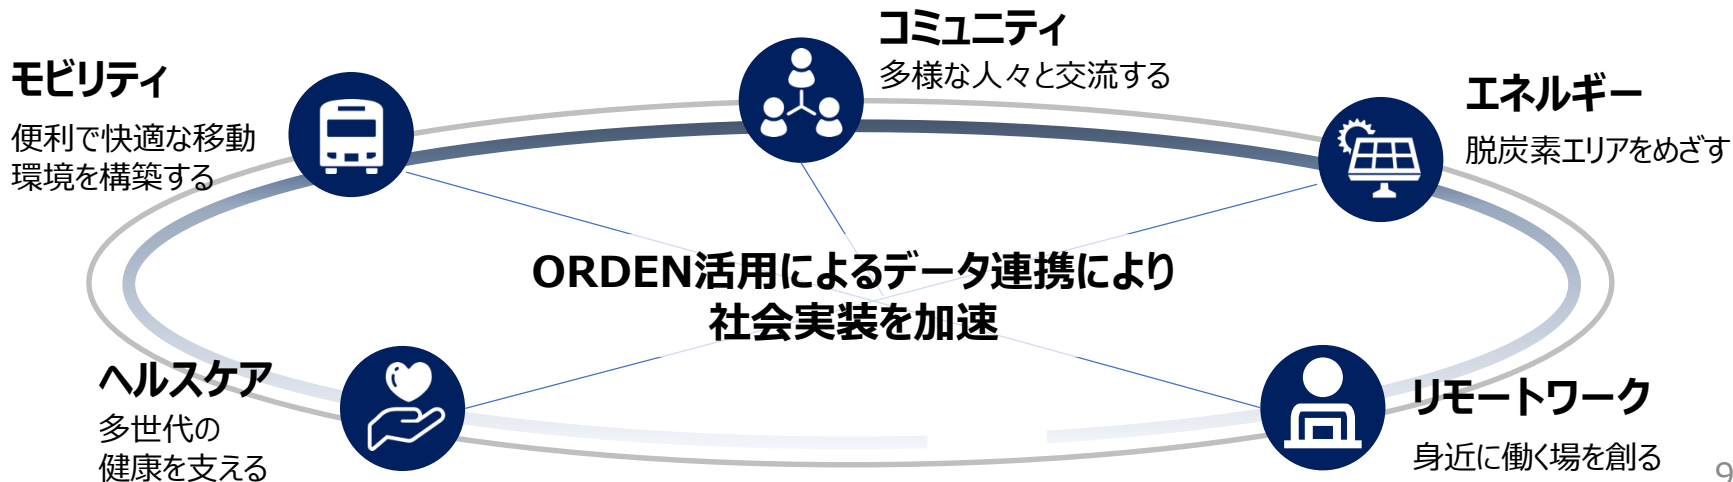 コミュニティ
多様な人々と交流する
モビリティ
便利で快適な移動
環境を構築する
エネルギー
脱炭素エリアをめざす
ORDEN活用によるデータ連携により
社会実装を加速
ヘルスケア
多世代の
健康を支える
リモートワーク
身近に働く場を創る
9